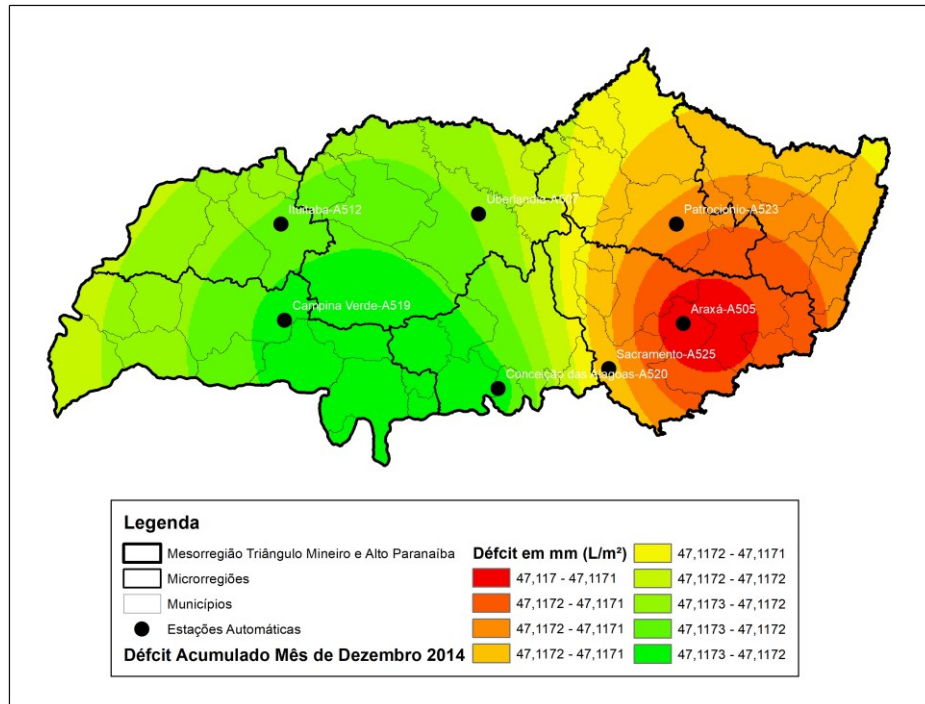 Ituitaba-A512
Uberlandia-A507
Patrocionio-A523
Campina Verde-A519
Araxá-A505
Sacramento-A525
Conceição das Alagoas-A520
Legenda
Mesorregião Triângulo Mineiro e Alto Paranaíba
Microrregiões
Municípios
Estações Automáticas
Défcit Acumulado Mês de Dezembro 2014
Défcit em mm (L/m²)
47,117 - 47,1171
47,1172 - 47,1171
47,1172 - 47,1171
47,1172 - 47,1171
47,1172 - 47,1171
47,1172 - 47,1172
47,1173 - 47,1172
47,1173 - 47,1172
47,1173 - 47,1172